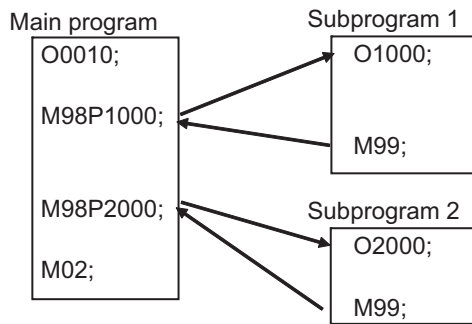 Main program
O0010;
M98P1000;
M98P2000;
M02;
Subprogram 1
O1000;
M99;
Subprogram 2
O2000;
M99;